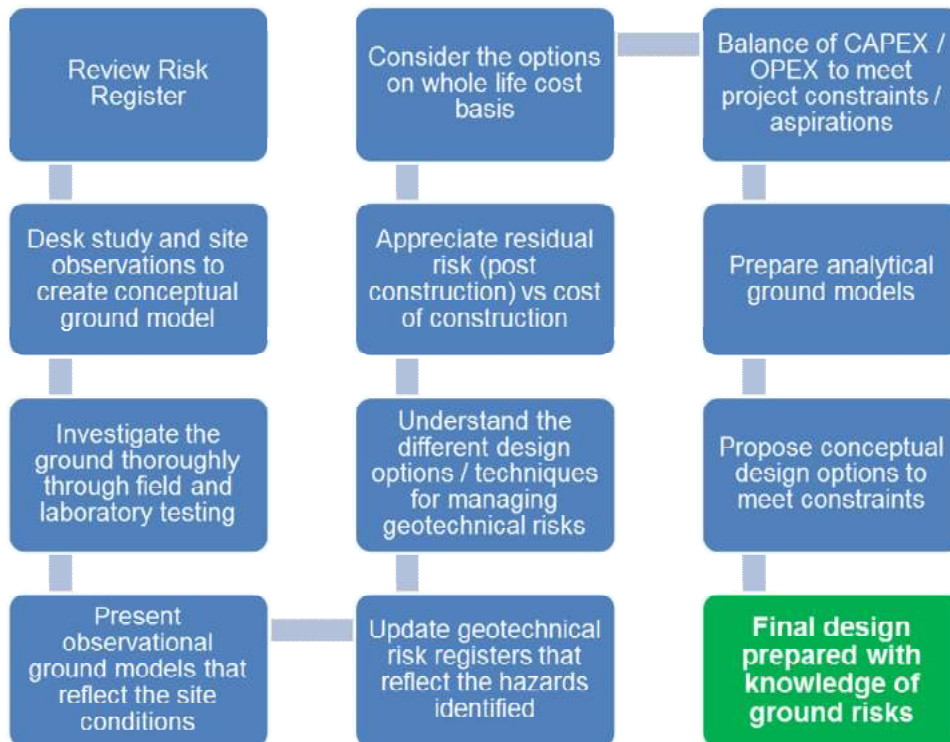 Review Risk
Register
Desk study and site
observations to
create conceptual
ground model
Investigate the
ground thoroughly
through field and
laboratory testing
Present
observational
ground models that
reflect the site
conditions
Update geotechnical
risk registers that
reflect the hazards
identified
Understand the
different design
options / techniques
for managing
geotechnical risks
Appreciate residual
risk (post
construction) vs cost
of construction
Consider the options
on whole life cost
basis
Balance of CAPEX /
OPEX to meet
project constraints /
aspirations
Prepare analytical
ground models
Propose conceptual
design options to
meet constraints
Final design
prepared with
knowledge of
ground risks